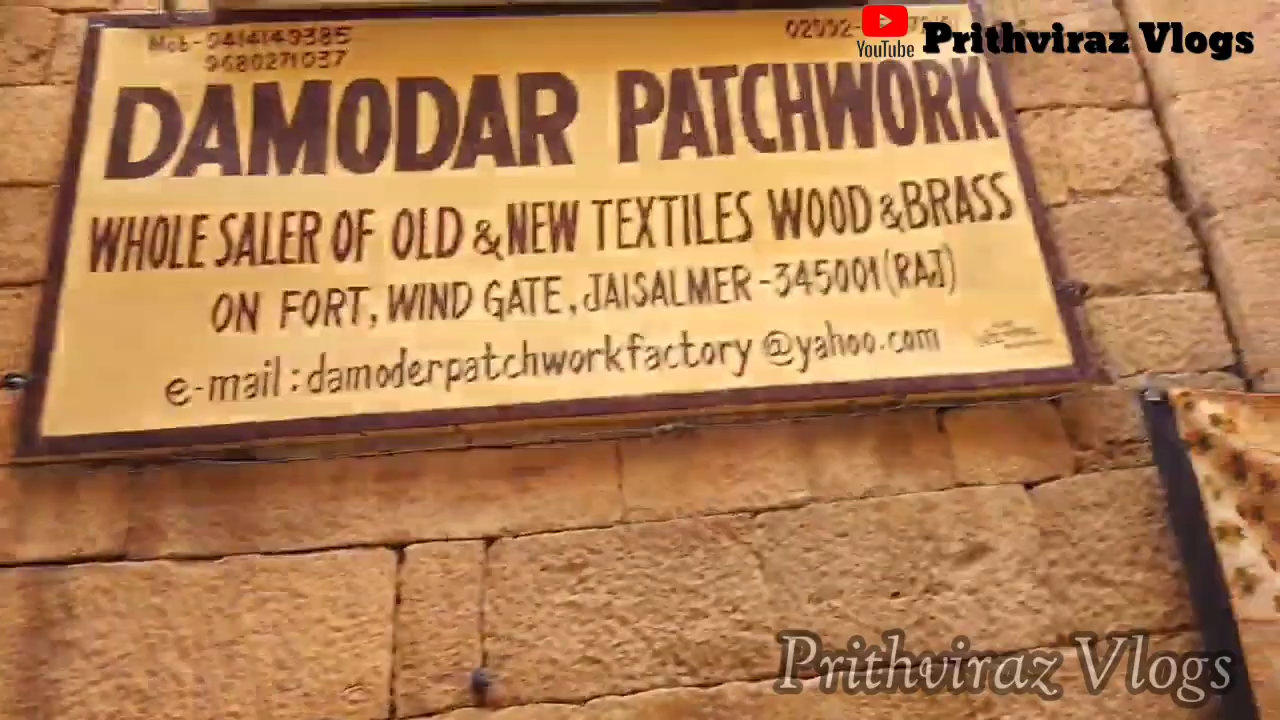 Mob-9414149385
9680271037
02992-
YouTube Prithviraz Vlogs
DAMODAR PATCHWORK
WHOLE SALER OF OLD & NEW TEXTILES WOOD & BRASS
ON FORT, WIND GATE, JAISALMER-345001(RAJ)
e-mail:damoderpatchworkfactory@yahoo.com
Prithviraz Vlogs